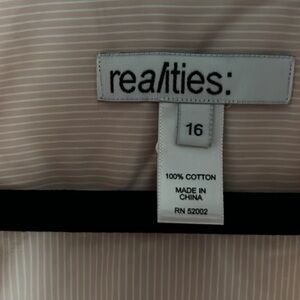 realities:
16
100% COTTON
MADE IN
CHINA
RN 52002